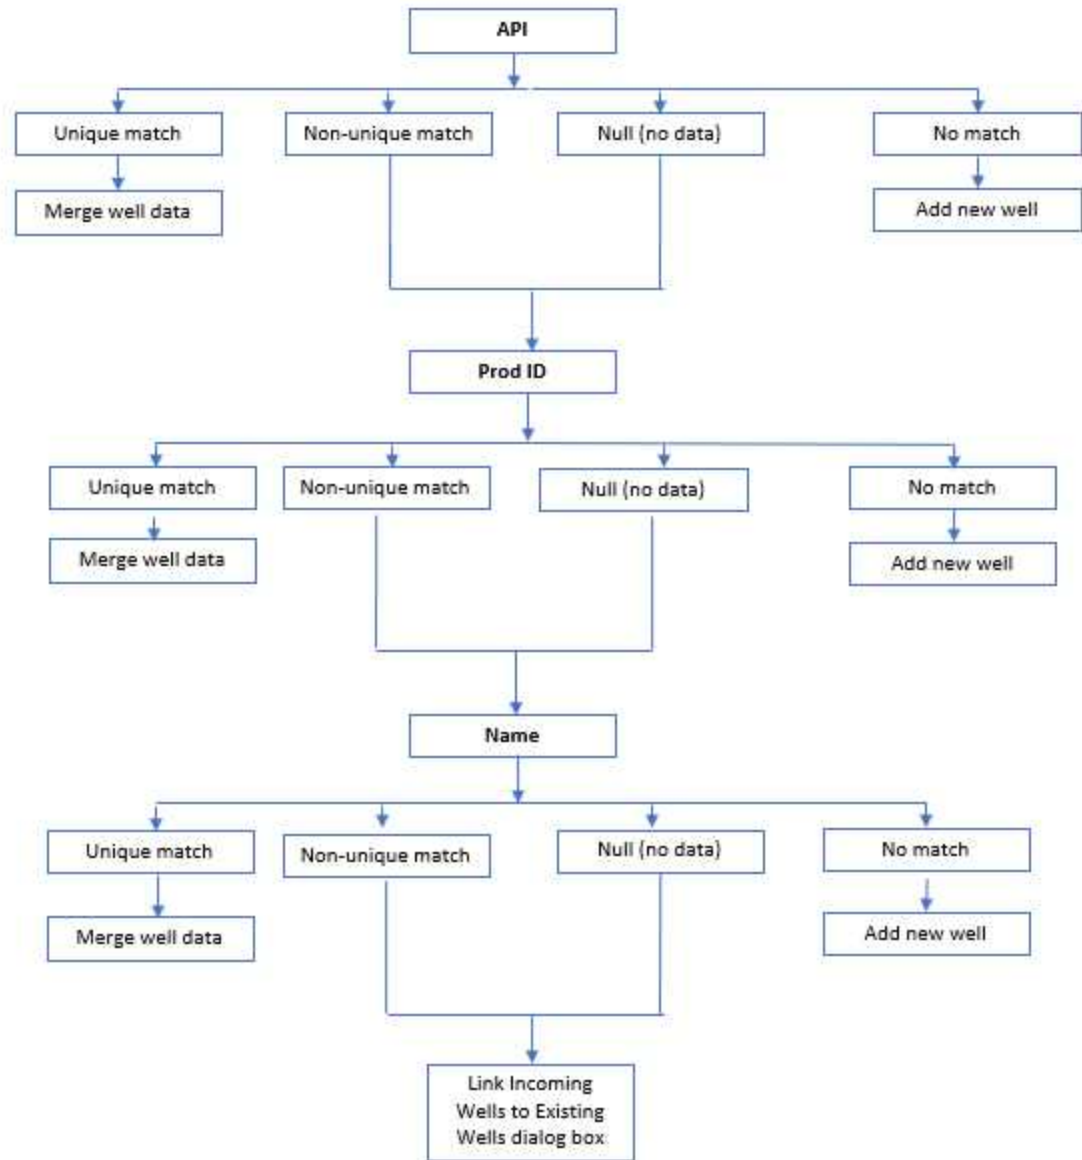 API
Unique match
Non-unique match
Null (no data)
No match
Merge well data
Add new well
Prod ID
Unique match
Non-unique match
Null (no data)
No match
Merge well data
Add new well
Name
Unique match
Non-unique match
Null (no data)
No match
Merge well data
Add new well
Link Incoming
Wells to Existing
Wells dialog box